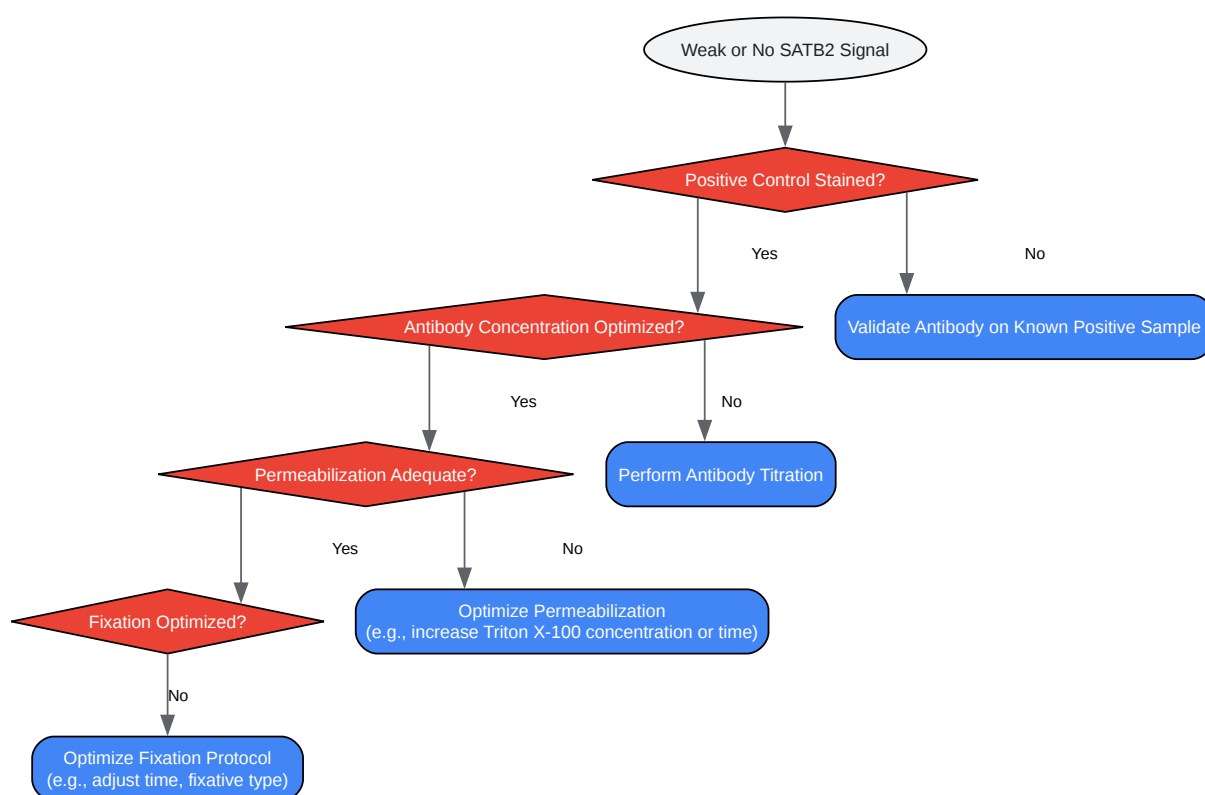 Weak or No SATB2 Signal
Positive Control Stained?
Yes
No
Antibody Concentration Optimized?
Validate Antibody on Known Positive Sample
Yes
No
Permeabilization Adequate?
Perform Antibody Titration
Yes
No
Fixation Optimized?
Optimize Permeabilization
(e.g., increase Triton X-100 concentration or time)
No
Optimize Fixation Protocol
(e.g., adjust time, fixative type)